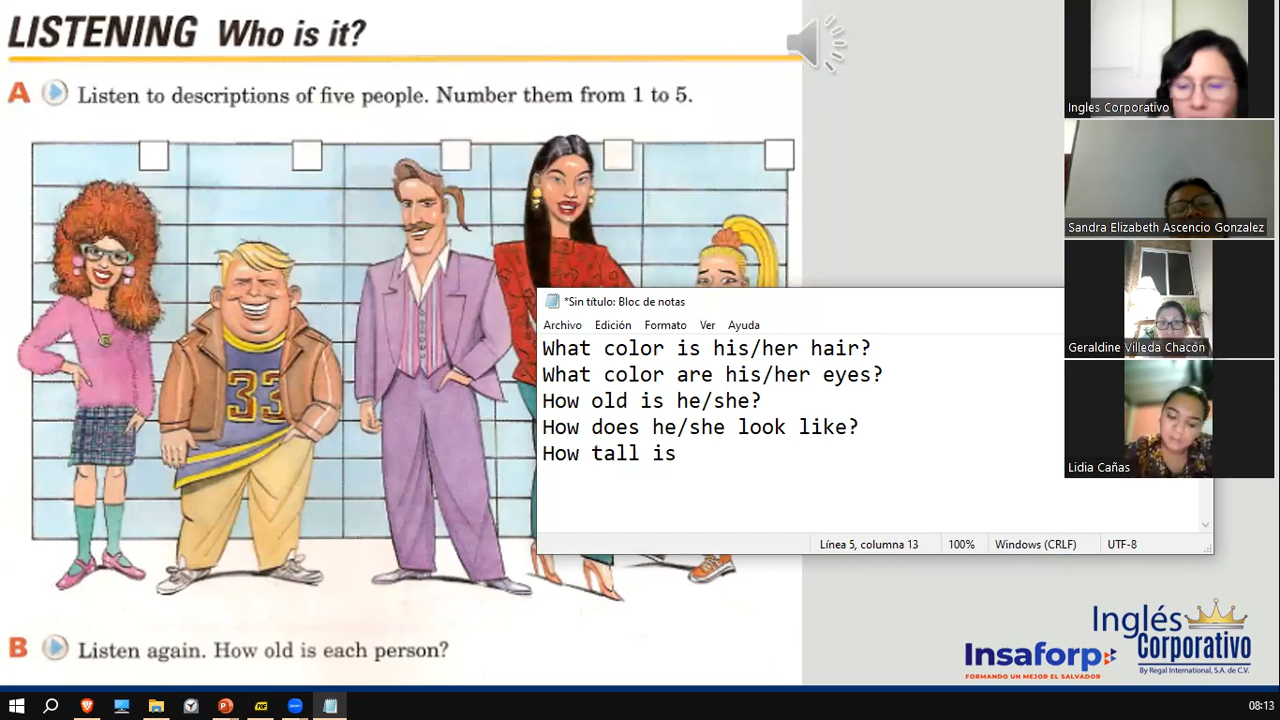 LISTENING Who is it?
A Listen to descriptions of five people. Number them from 1 to 5.
33
*Sin título: Bloc de notas
Archivo Edición Formato Ver Ayuda
What color is his/her hair?
What color are his/her eyes?
How old is he/she?
How does he/she look like?
How tall is
Línea 5, columna 13 100% Windows (CRLF) UTF-8
Ingles Corporativo
Sandra Elizabeth Ascencio Gonzalez
Geraldine Villeda Chacón
Lidia Cañas
B Listen again. How old is each person?
Insaforp
FORMANDO UN MEJOR EL SALVADOR
Inglés
Corporativo
By Regal International, S.A. de C.V.
08:13